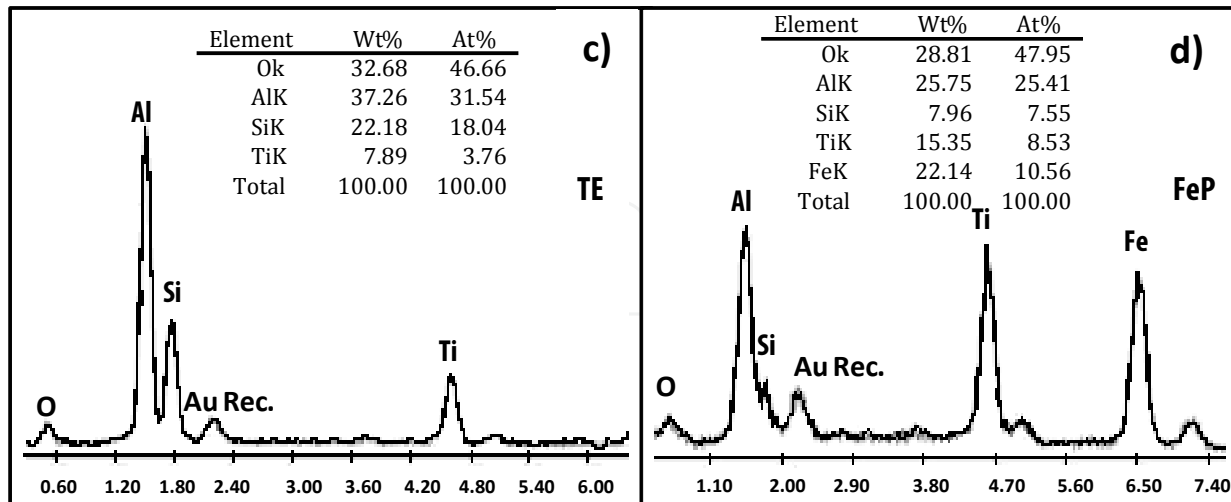 Element Wt% At%
Ok 32.68 46.66
AlK 37.26 31.54
SiK 22.18 18.04
TiK 7.89 3.76
Total 100.00 100.00
c)
TE
Al
Si
Ti
O
Au Rec.
0.60 1.20 1.80 2.40 3.00 3.60 4.20 4.80 5.40 6.00
Element Wt% At%
Ok 28.81 47.95
AlK 25.75 25.41
SiK 7.96 7.55
TiK 15.35 8.53
FeK 22.14 10.56
Total 100.00 100.00
d)
FeP
Al
Ti
Fe
Si
Au Rec.
O
1.10 2.00 2.90 3.80 4.70 5.60 6.50 7.40